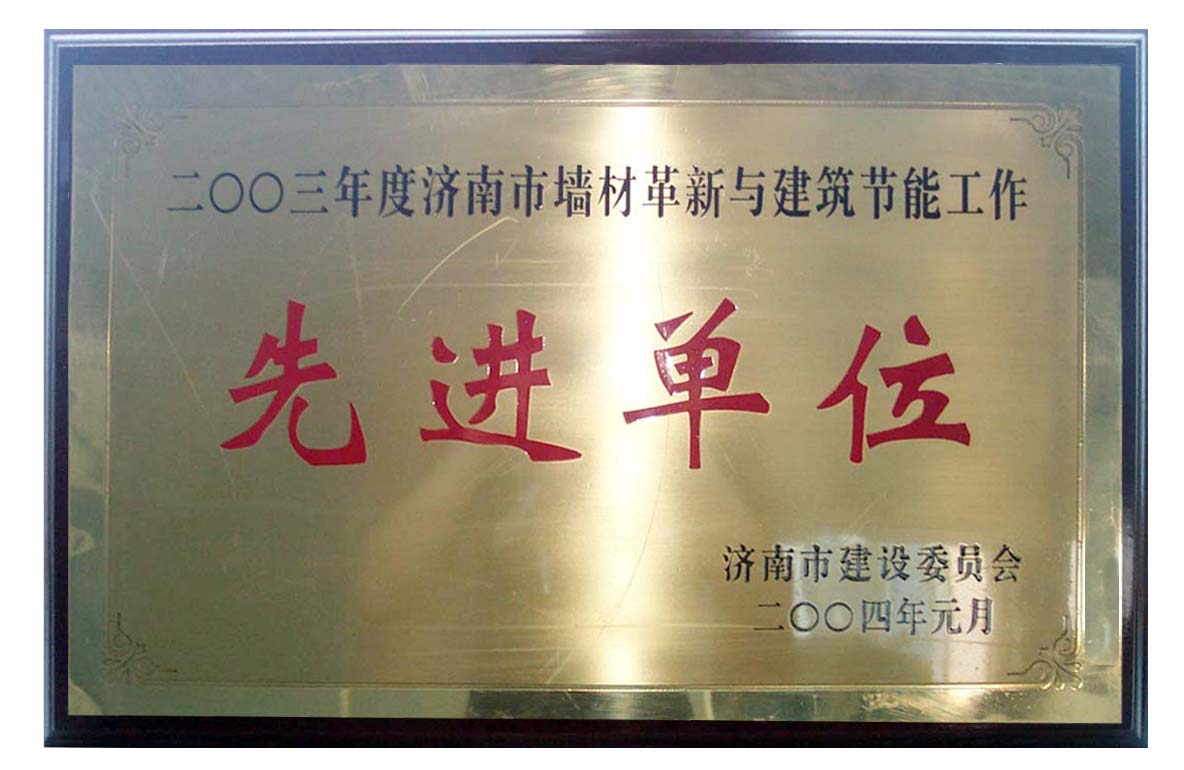 二〇〇三年度济南市墙材革新与建筑节能工作
先进单位
济南市建设委员会
二〇〇四年元月